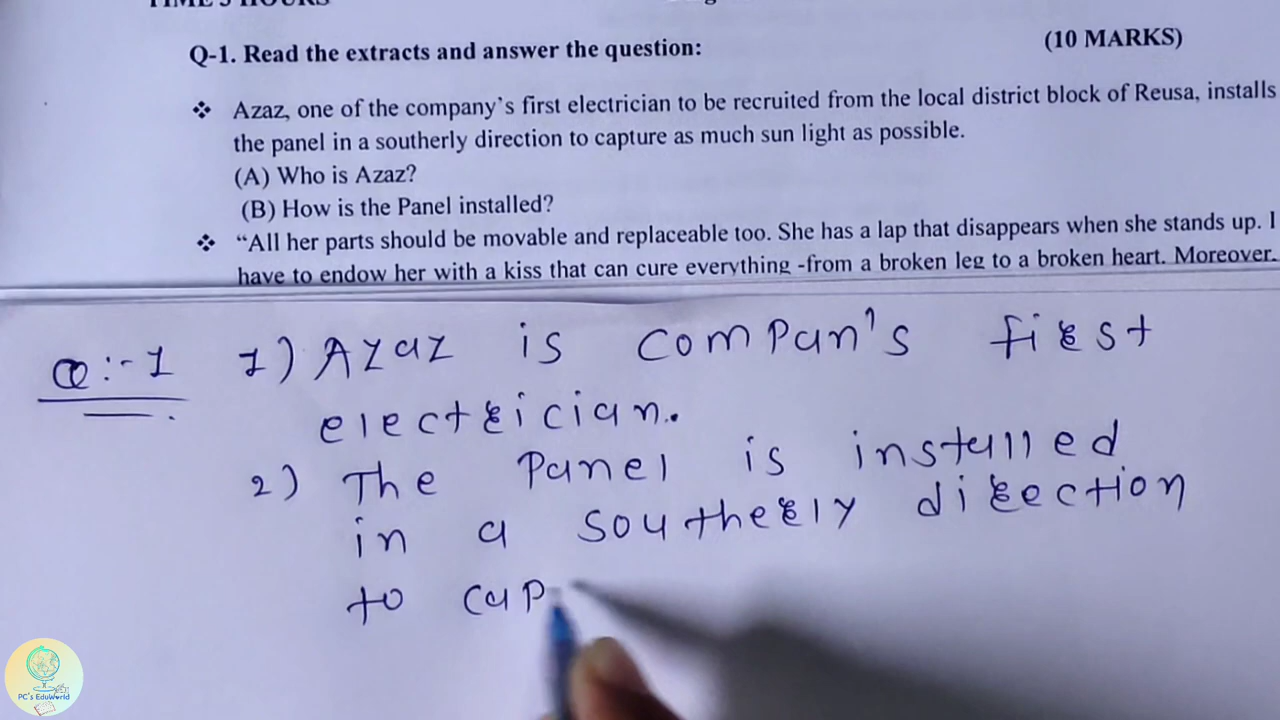 Q-1. Read the extracts and answer the question:
(10 MARKS)
❖ Azaz, one of the company's first electrician to be recruited from the local district block of Reusa, installs
the panel in a southerly direction to capture as much sun light as possible.
(A) Who is Azaz?
(B) How is the Panel installed?
❖ “All her parts should be movable and replaceable too. She has a lap that disappears when she stands up. I
have to endow her with a kiss that can cure everything -from a broken leg to a broken heart. Moreover.
Q:-1 1) Azaz is Compan's first
electrician.
2) The Panel is installed
in a southerly direction
to cap
PC's EduWorld